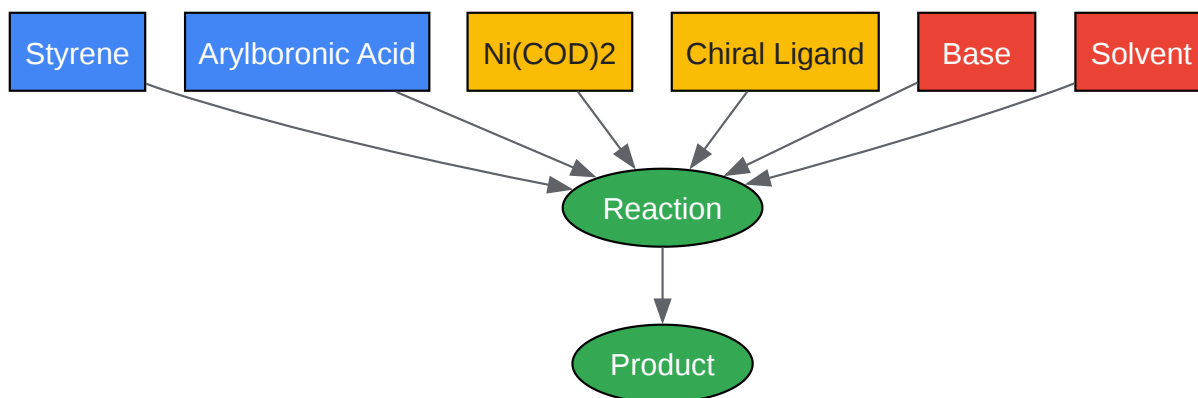 Styrene
Arylboronic Acid
Ni(COD)2
Chiral Ligand
Base
Solvent
Reaction
Product